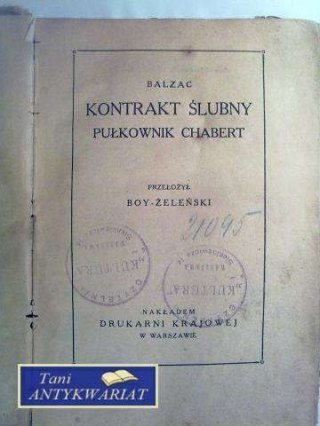 BALZAC
KONTRAKT ŚLUBNY
PUŁKOWNIK CHABERT
PRZEŁOŻYŁ
BOY-ŻELEŃSKI
21095
KULTURA
KULTURA
NAKŁADEM
DRUKARNI KRAJOWEJ
W WARSZAWIE
Tani
ANTYKWARIAT